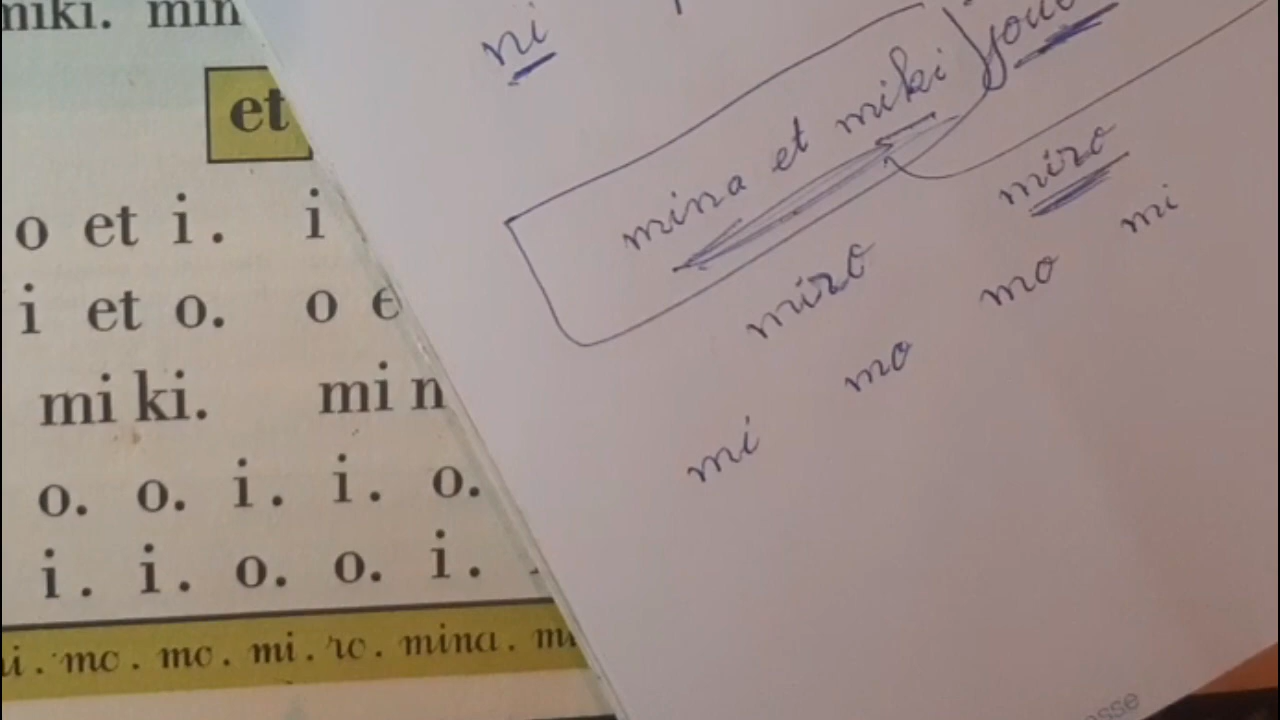 miki. min
et
o et i. i
i et o. o e
mi ki. mi n
o. o. i. i. o.
i. i. o. o. i.
mo. mo. mi. ro. mina.
ni
mina et miki
miro
miro
mi
mo
mo
mi